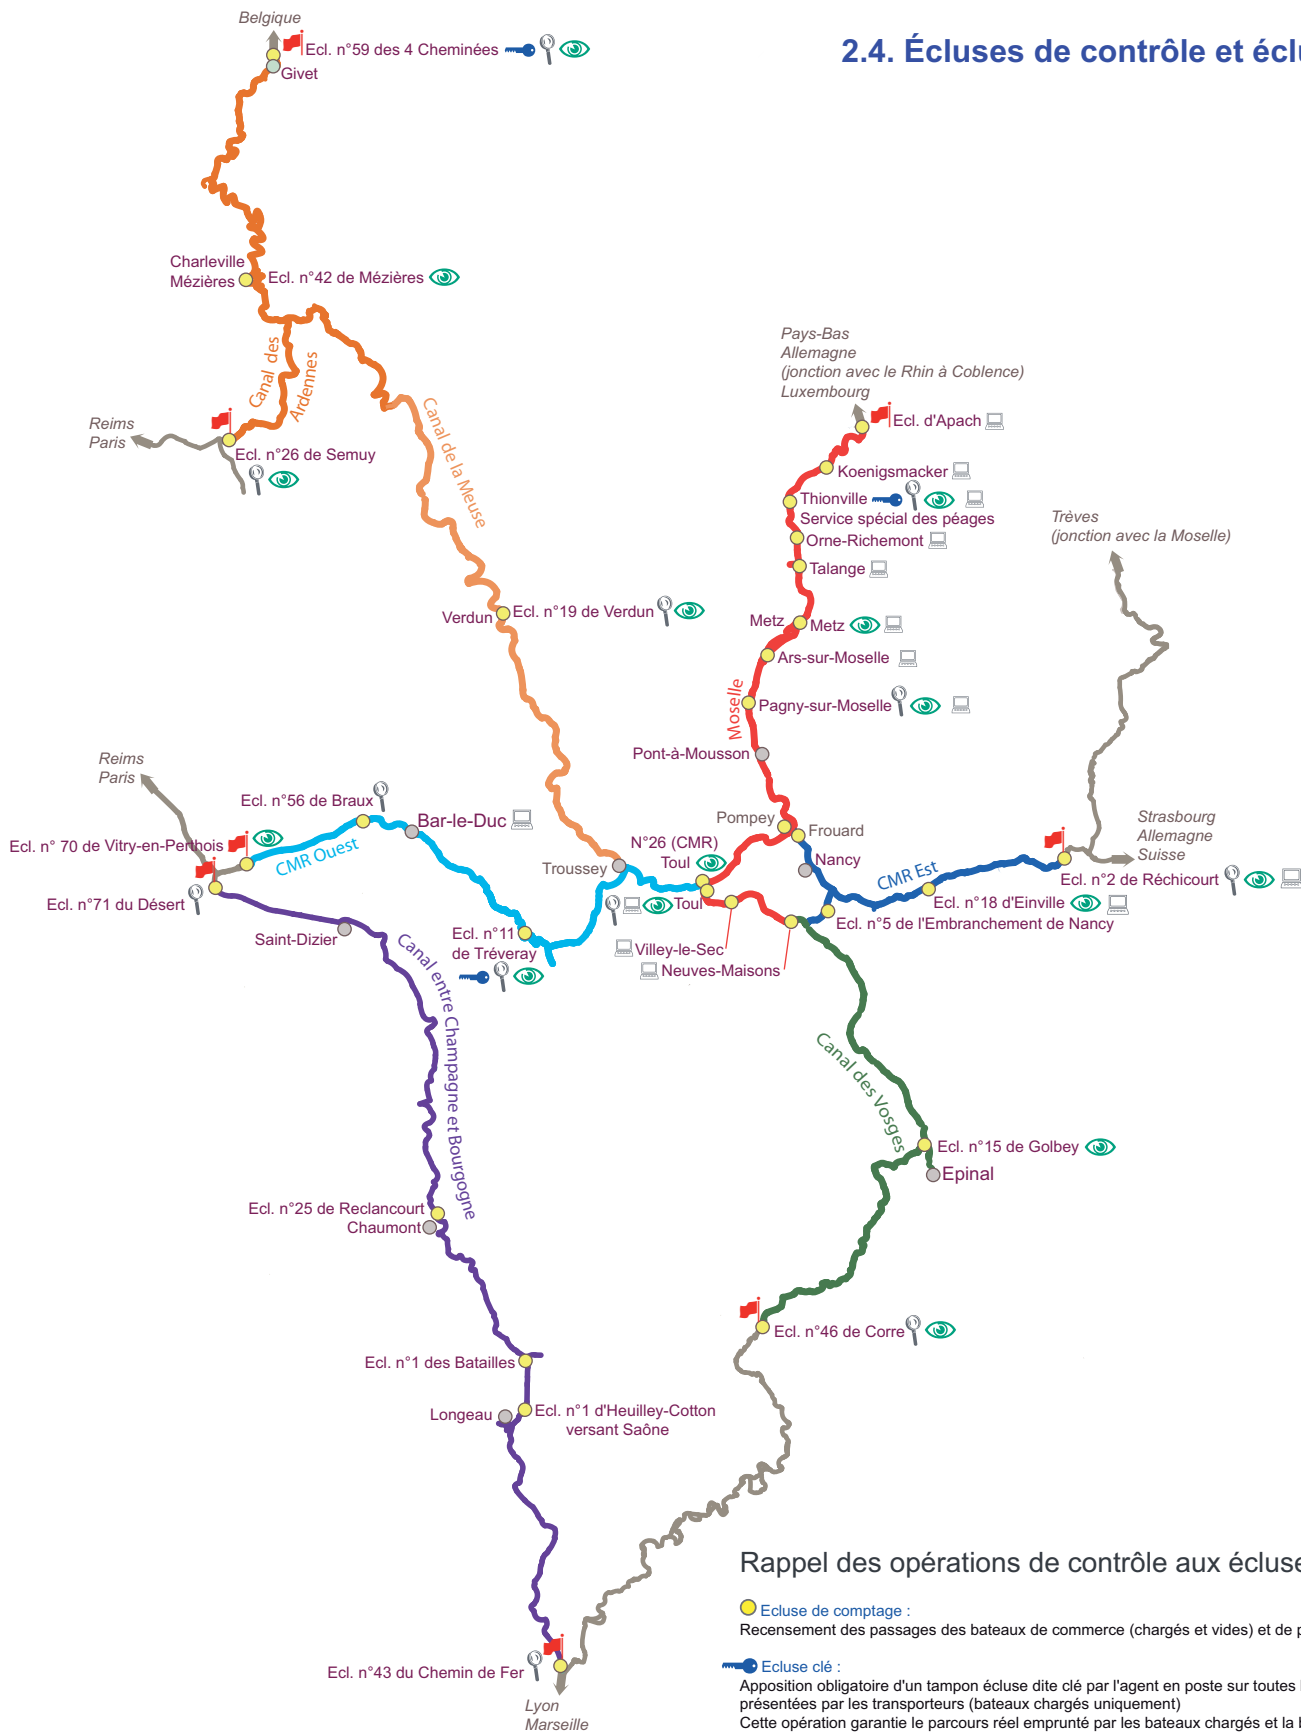 Belgique
2.4. Écluses de contrôle et éclu
Ecl. n°59 des 4 Cheminées
Givet
Charleville
Mézières
Ecl. n°42 de Mézières
Canal des
Ardennes
Reims
Paris
Ecl. n°26 de Semuy
Canal de la Meuse
Pays-Bas
Allemagne
(jonction avec le Rhin à Coblence)
Luxembourg
Ecl. d'Apach
Koenigsmacker
Thionville
Service spécial des péages
Orne-Richemont
Talange
Trèves
(jonction avec la Moselle)
Verdun
Ecl. n°19 de Verdun
Metz
Metz
Ars-sur-Moselle
Moselle
Pagny-sur-Moselle
Pont-à-Mousson
Reims
Paris
Ecl. n°56 de Braux
Bar-le-Duc
Ecl. n° 70 de Vitry-en-Perthois
CMR Ouest
Ecl. n°71 du Désert
Pompey
Frouard
N°26 (CMR)
Toul
Nancy
Troussey
Toul
CMR Est
Strasbourg
Allemagne
Suisse
Ecl. n°2 de Réchicourt
Ecl. n°18 d'Einville
Ecl. n°5 de l'Embranchement de Nancy
Saint-Dizier
Ecl. n°11
de Tréveray
Villey-le-Sec
Neuves-Maisons
Canal entre Champagne et Bourgogne
Canal des Vosges
Ecl. n°15 de Golbey
Epinal
Ecl. n°25 de Reclancourt
Chaumont
Ecl. n°46 de Corre
Ecl. n°1 des Batailles
Longeau
Ecl. n°1 d'Heuilley-Cotton
versant Saône
Ecl. n°43 du Chemin de Fer
Lyon
Marseille
Rappel des opérations de contrôle aux écluse
Ecluse de comptage :
Recensement des passages des bateaux de commerce (chargés et vides) et de p
Ecluse clé :
Apposition obligatoire d'un tampon écluse dite clé par l'agent en poste sur toutes l
présentées par les transporteurs (bateaux chargés uniquement)
Cette opération garantie le parcours réel emprunté par les bateaux chargés et la